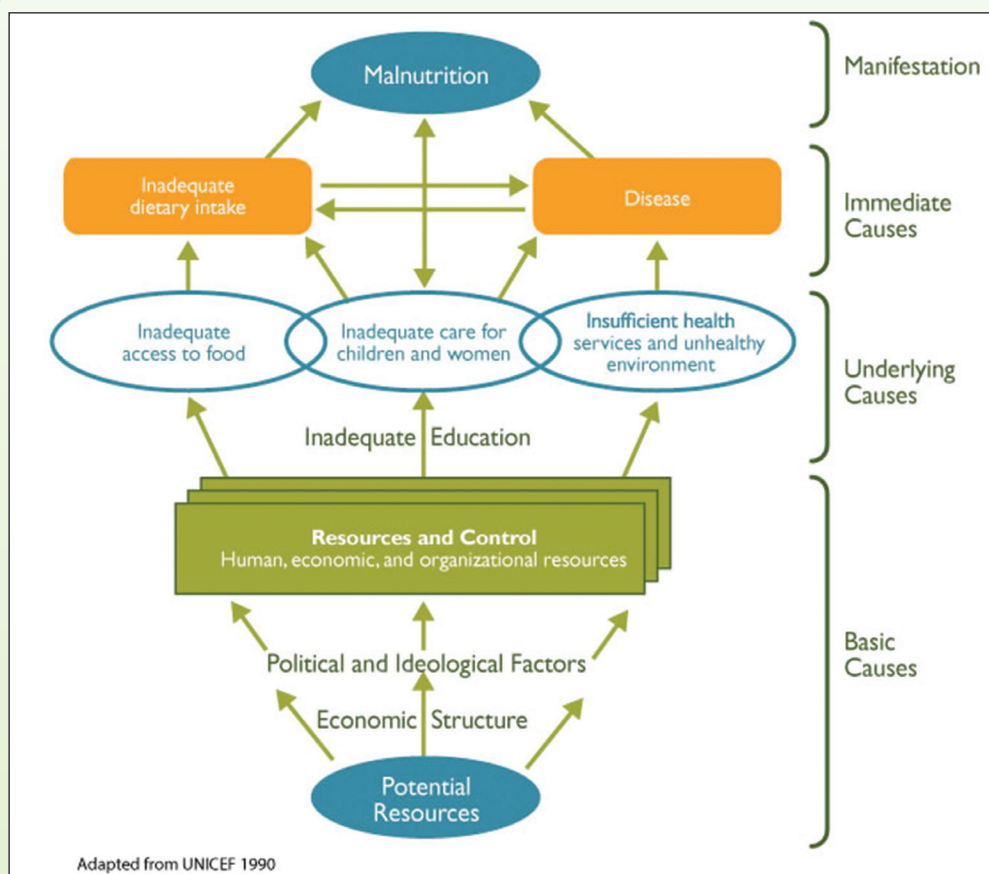 Malnutrition
Manifestation
Inadequate
dietary intake
Disease
Immediate
Causes
Inadequate
access to food
Inadequate care for
children and women
Insufficient health
services and unhealthy
environment
Underlying
Causes
Inadequate Education
Resources and Control
Human, economic, and organizational resources
Basic
Causes
Political and Ideological Factors
Economic Structure
Potential
Resources
Adapted from UNICEF 1990